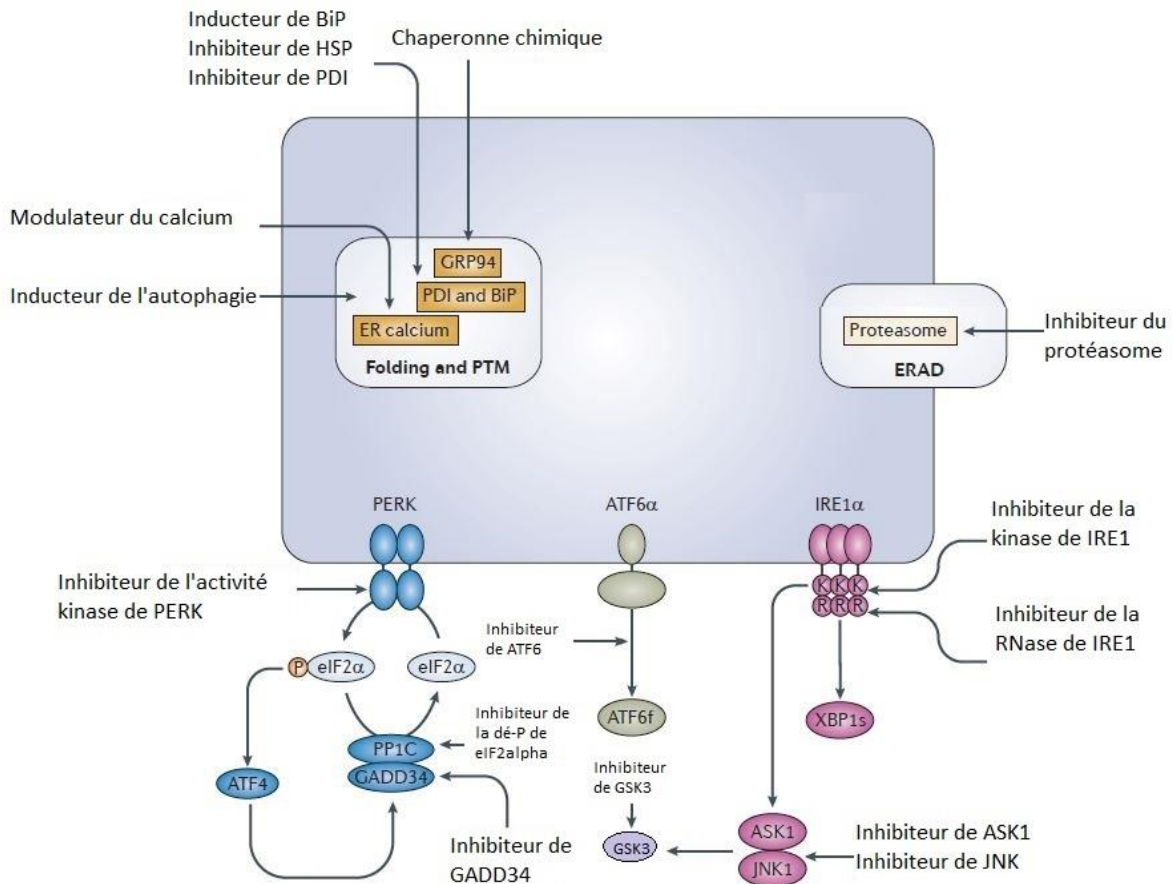 Inducteur de BiP
Inhibiteur de HSP
Inhibiteur de PDI
Chaperonne chimique
Modulateur du calcium
Inducteur de l'autophagie
GRP94
PDI and BiP
ER calcium
Folding and PTM
Proteasome
ERAD
Inhibiteur du
protéasome
PERK
ATF6α
IRE1α
Inhibiteur de la
kinase de IRE1
Inhibiteur de l'activité
kinase de PERK
K K K
R R R
Inhibiteur de la
RNase de IRE1
Inhibiteur
de ATF6
P
eIF2α
eIF2α
ATF6f
XBP1s
Inhibiteur de
la dé-P de
eIF2alpha
PP1C
GADD34
ATF4
Inhibiteur
de GSK3
GSK3
ASK1
JNK1
Inhibiteur de ASK1
Inhibiteur de JNK
Inhibiteur de
GADD34